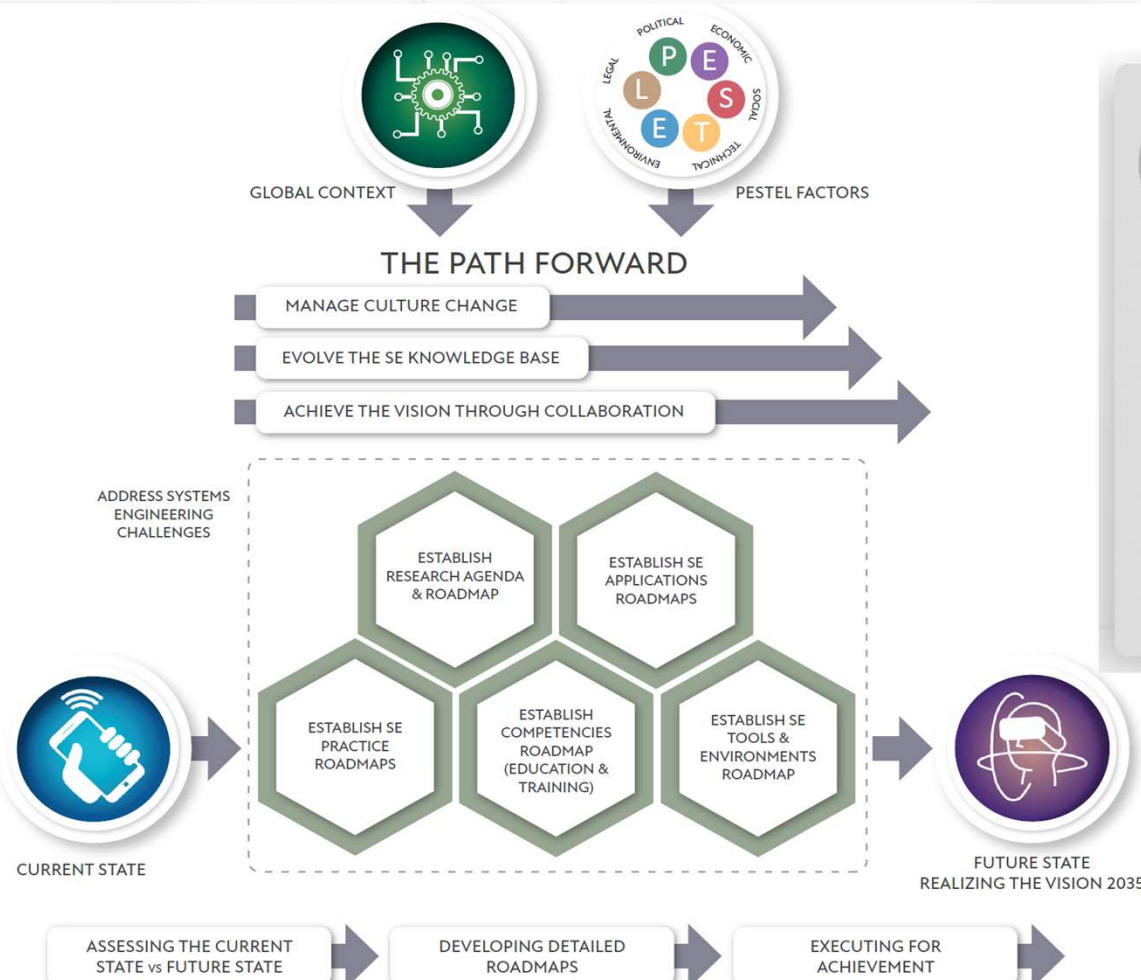 POLITICAL
ECONOMIC
LEGAL
P
E
L
S
SOCIAL
E
T
ENVIRONMENTAL
TECHNICAL
GLOBAL CONTEXT
PESTEL FACTORS
THE PATH FORWARD
MANAGE CULTURE CHANGE
EVOLVE THE SE KNOWLEDGE BASE
ACHIEVE THE VISION THROUGH COLLABORATION
ADDRESS SYSTEMS
ENGINEERING
CHALLENGES
ESTABLISH
RESEARCH AGENDA
& ROADMAP
ESTABLISH SE
APPLICATIONS
ROADMAPS
ESTABLISH SE
PRACTICE
ROADMAPS
ESTABLISH
COMPETENCIES
ROADMAP
(EDUCATION &
TRAINING)
ESTABLISH SE
TOOLS &
ENVIRONMENTS
ROADMAP
CURRENT STATE
FUTURE STATE
REALIZING THE VISION 2035
ASSESSING THE CURRENT
STATE vs FUTURE STATE
DEVELOPING DETAILED
ROADMAPS
EXECUTING FOR
ACHIEVEMENT